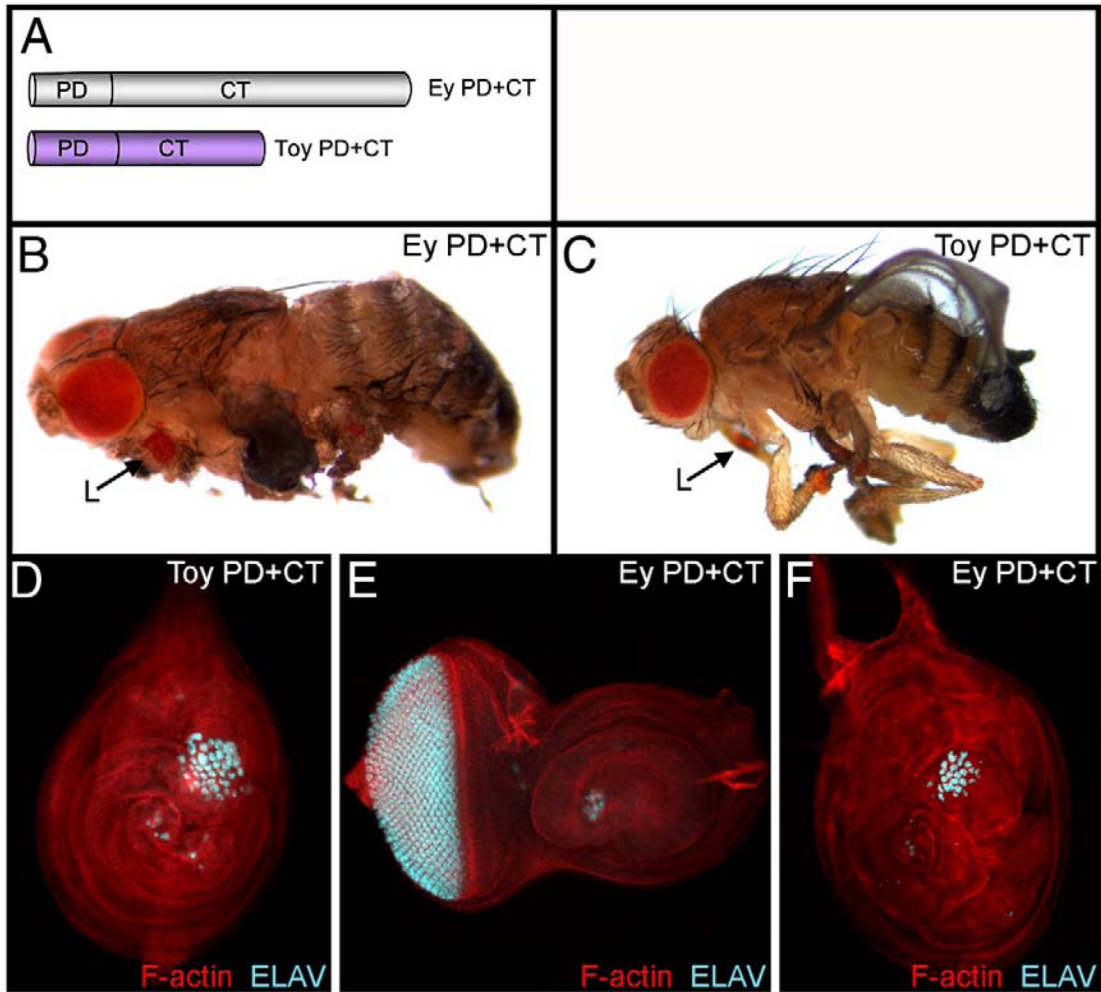 A
PD CT Ey PD+CT
PD CT Toy PD+CT
B Ey PD+CT
L
C Toy PD+CT
L
D Toy PD+CT
F-actin ELAV
E Ey PD+CT
F-actin ELAV
F Ey PD+CT
F-actin ELAV